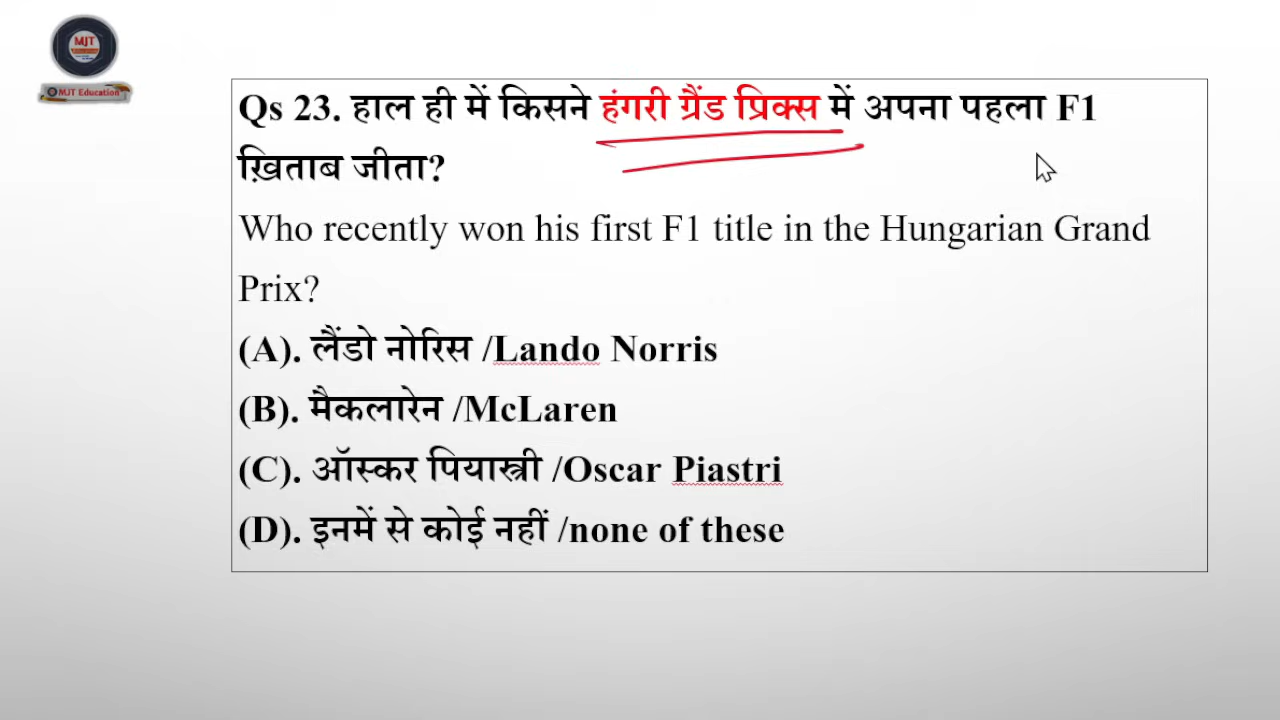 MJT
MJT Education
Qs 23. हाल ही में किसने हंगरी ग्रैंड प्रिक्स में अपना पहला F1
ख़िताब जीता?
Who recently won his first F1 title in the Hungarian Grand
Prix?
(A). लैंडो नोरिस /Lando Norris
(B). मैकलारेन /McLaren
(C). ऑस्कर पियास्त्री /Oscar Piastri
(D). इनमें से कोई नहीं /none of these